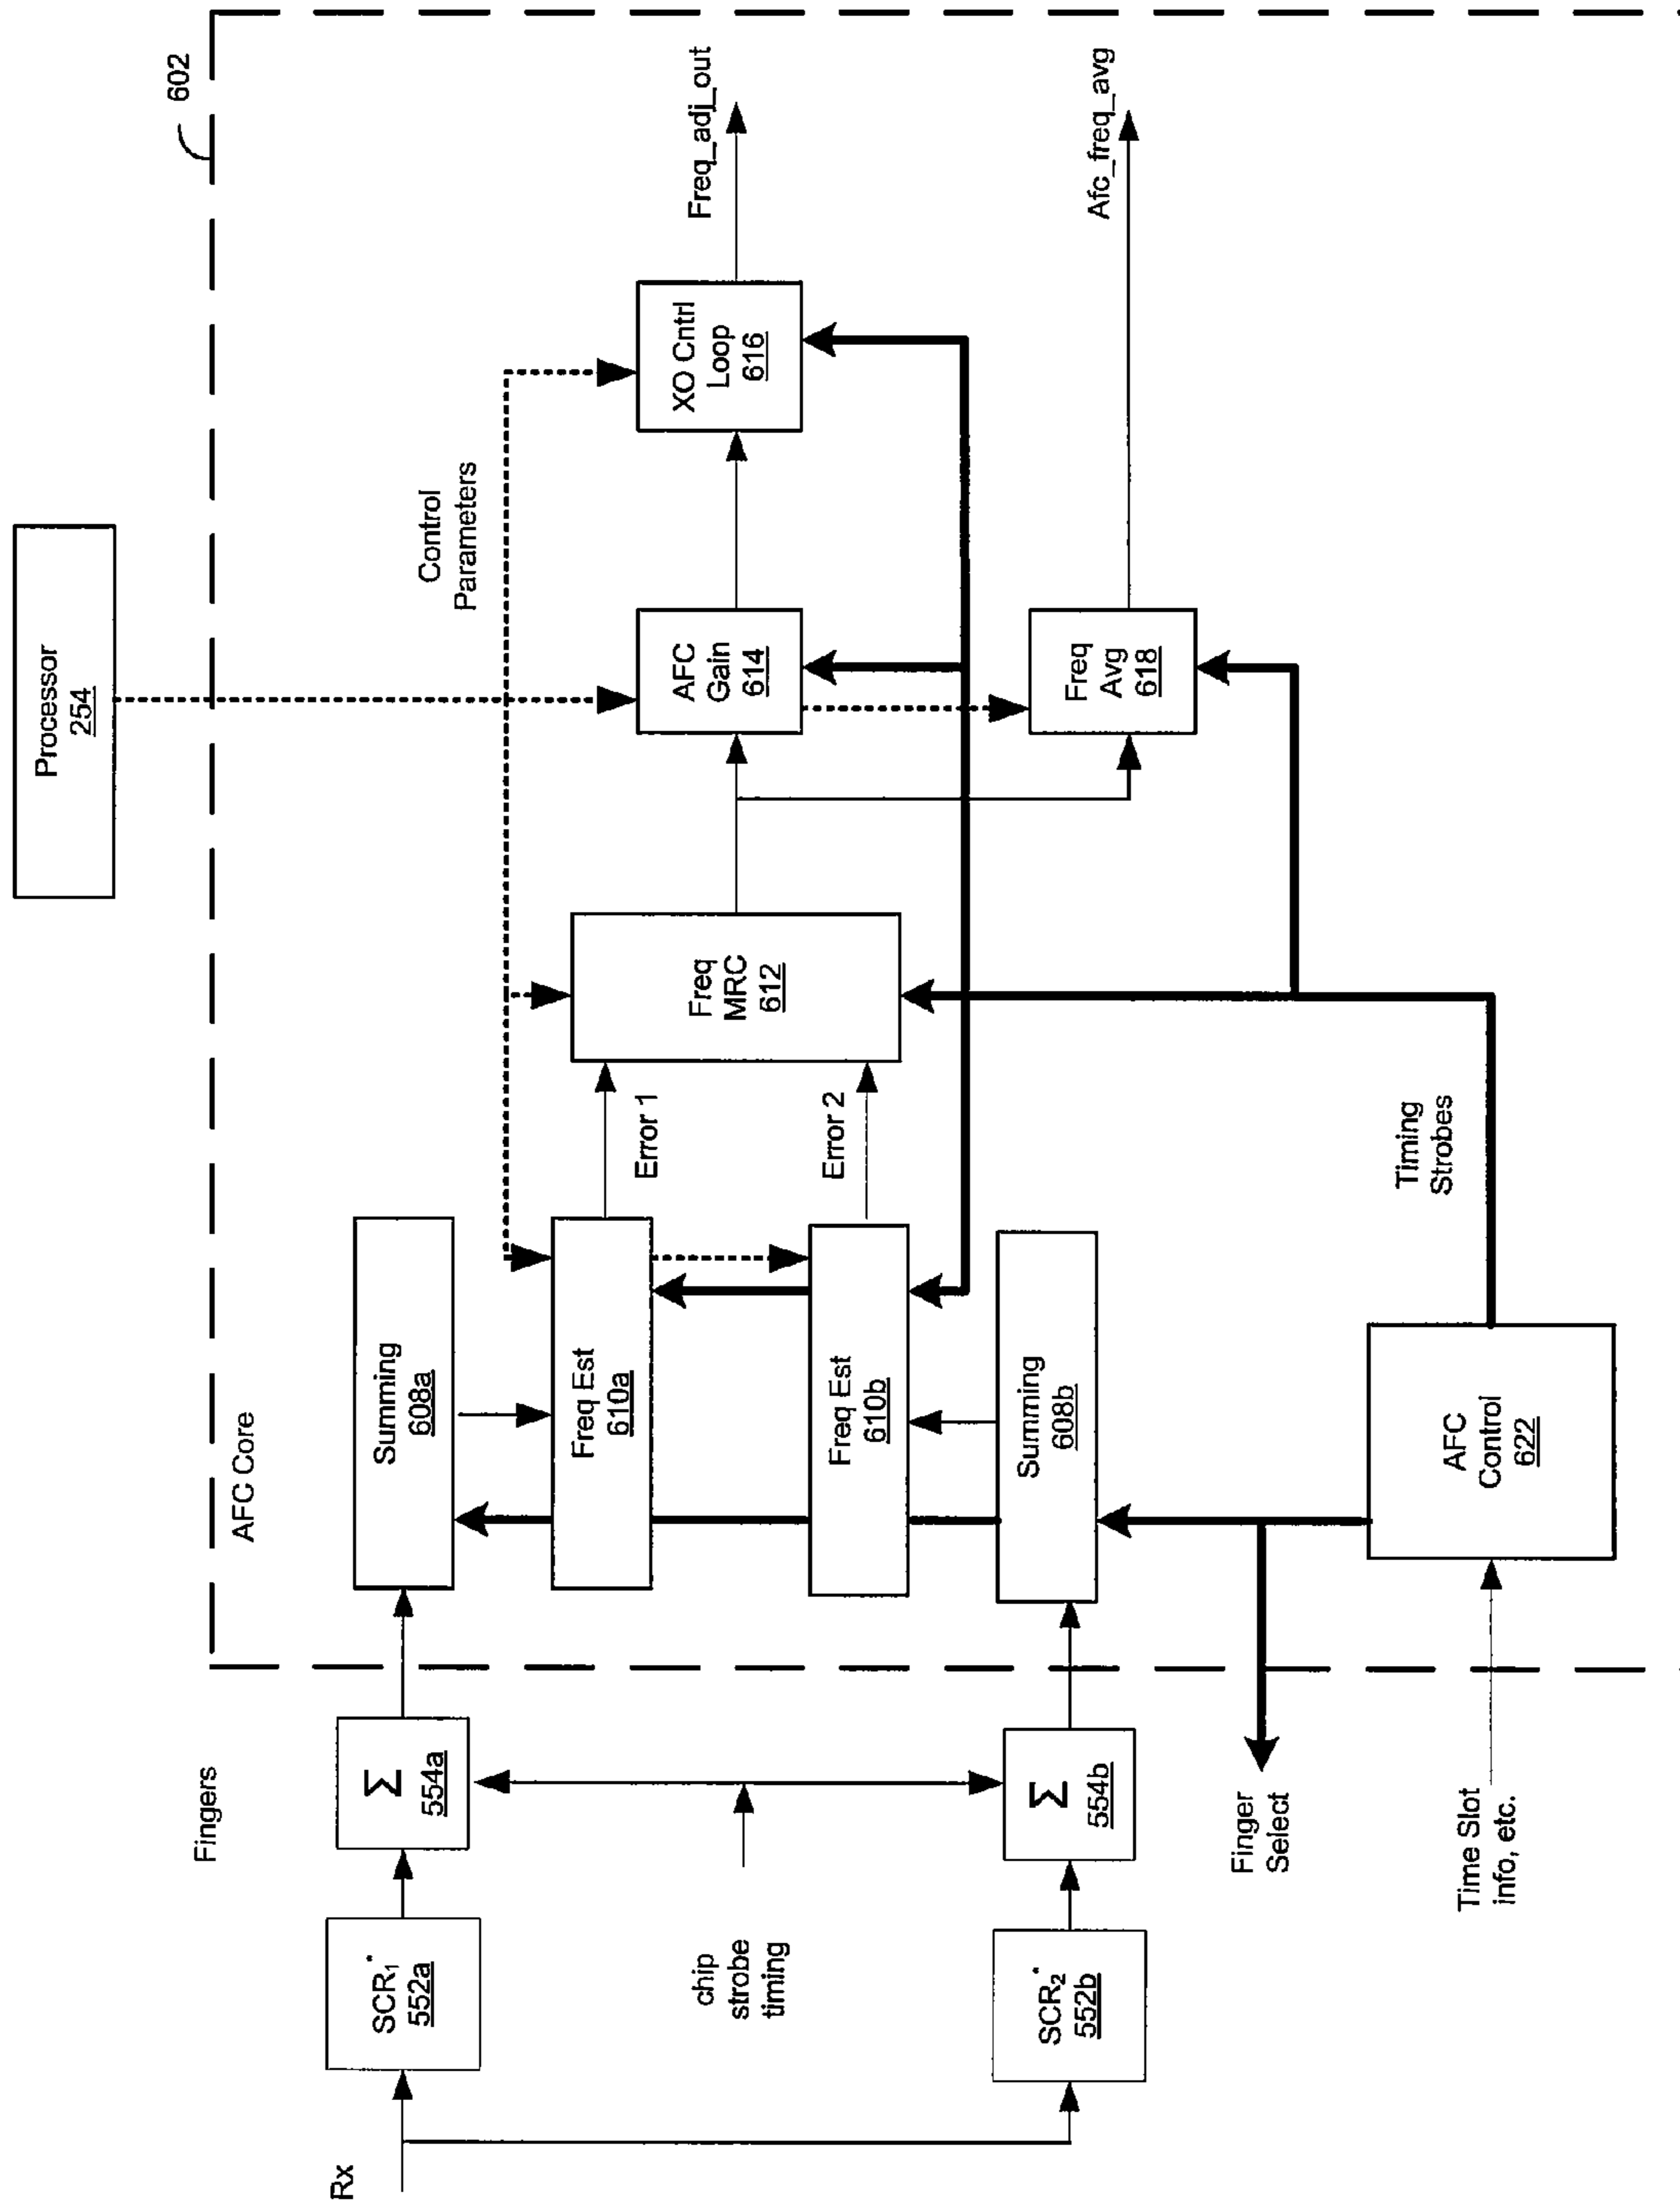 Processor
254
602
AFC Core
Fingers
Rx
SCR₁*
552a
Σ
554a
Summing
608a
Freq Est
610a
Error 1
Control
Parameters
Freq
MRC
612
AFC
Gain
614
XO Cntrl
Loop
616
Freq_adj_out
chip
strobe
timing
Freq Est
610b
Error 2
Freq
Avg
618
Afc_freq_avg
SCR₂*
552b
Σ
554b
Summing
608b
Finger
Select
Timing
Strobes
Time Slot
info, etc.
AFC
Control
622